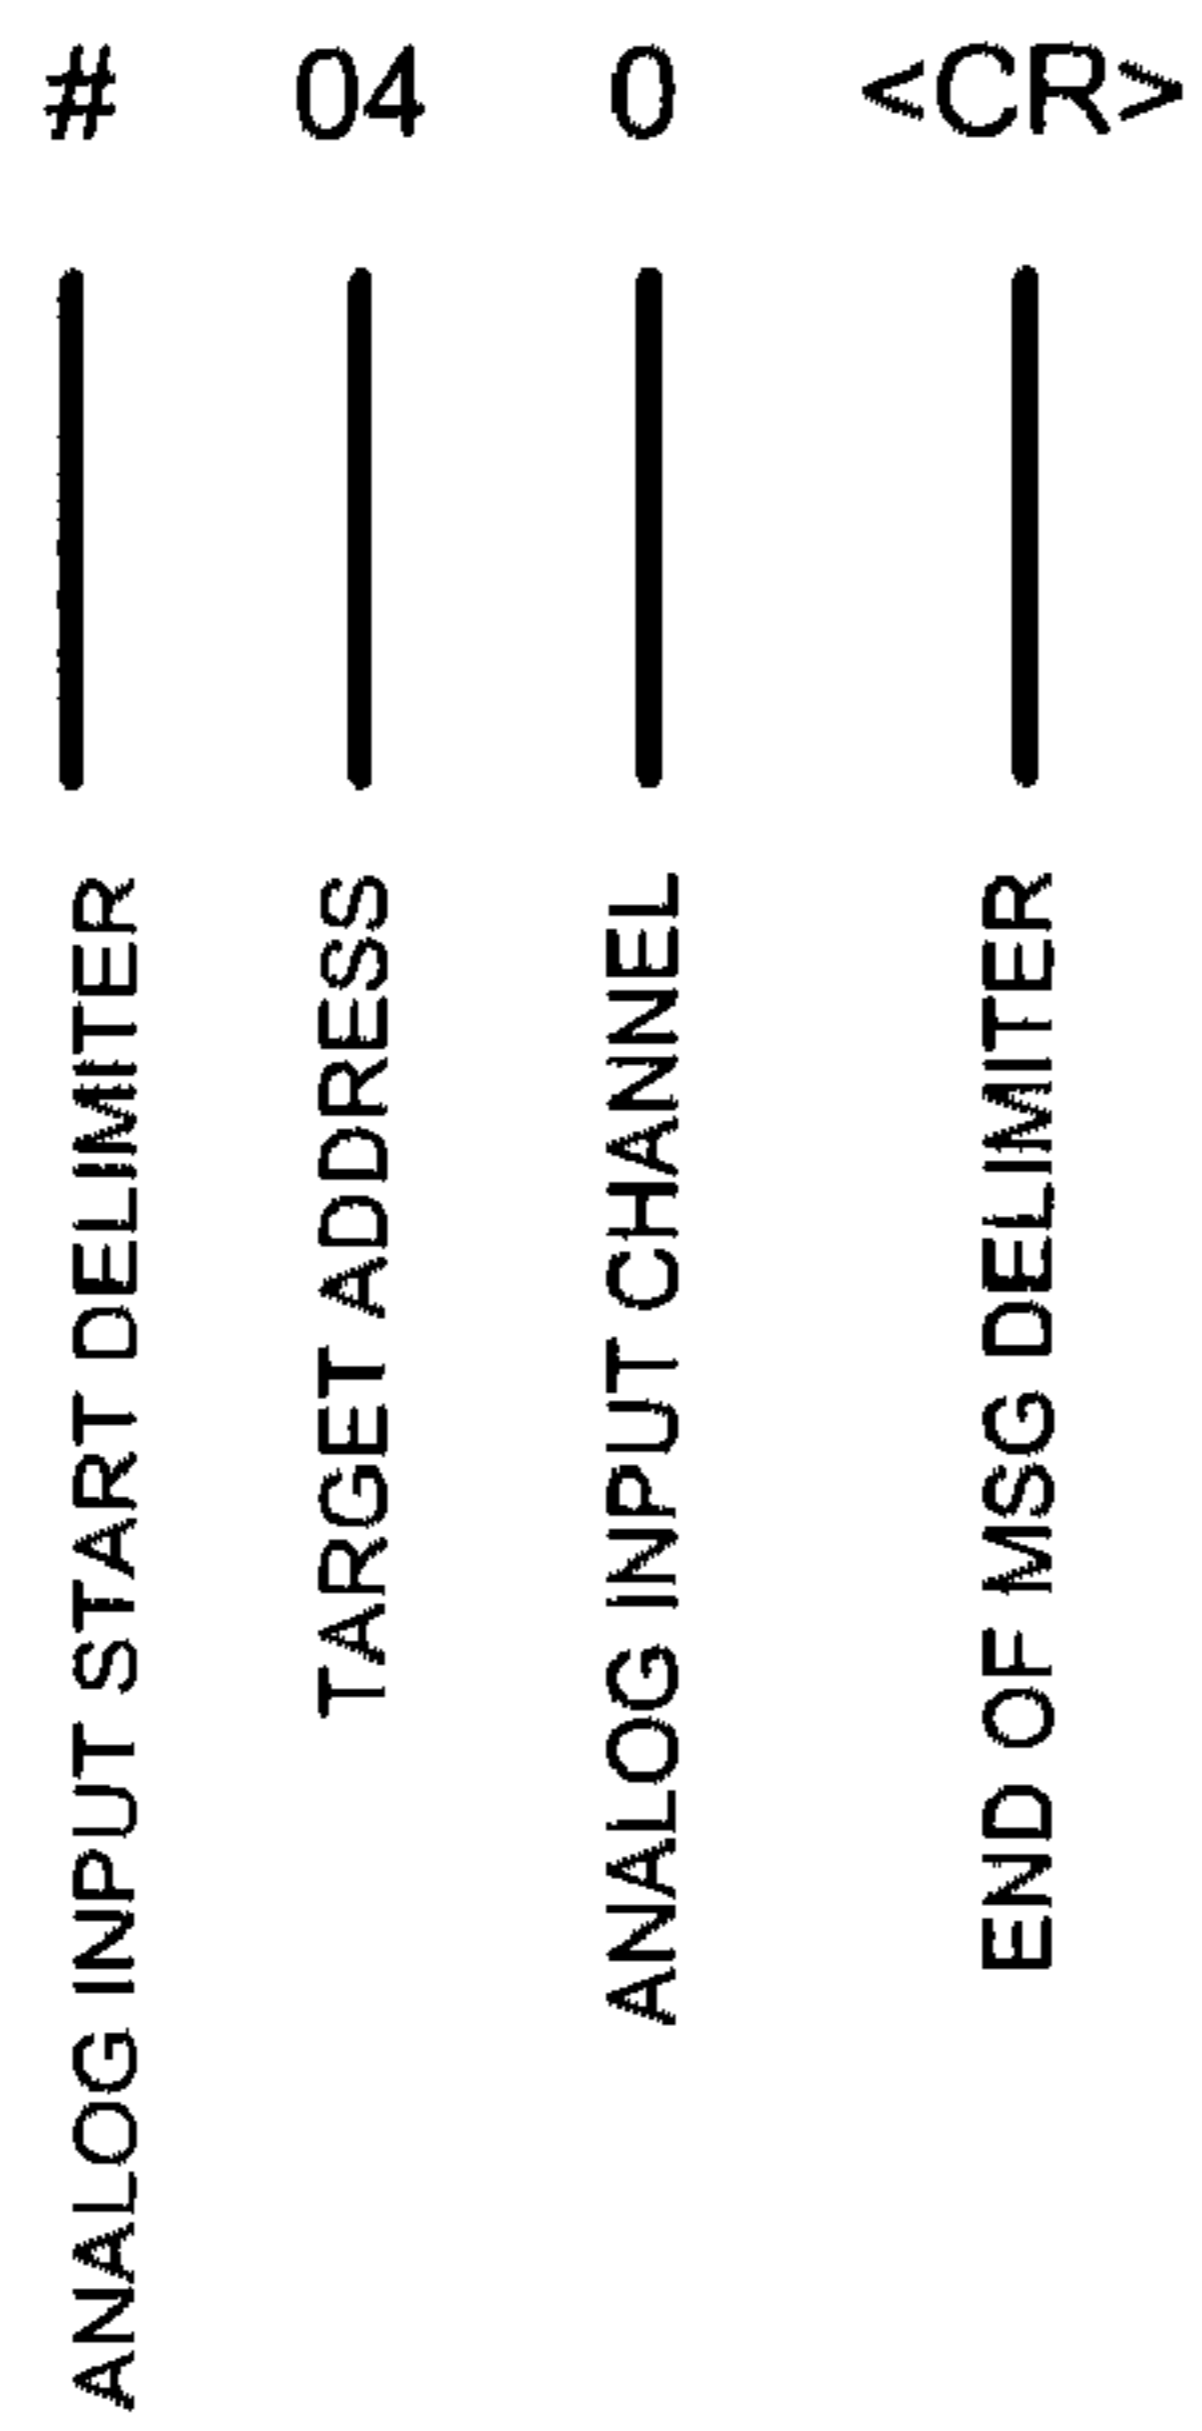 # 04 0 <CR>
ANALOG INPUT START DELIMITER
TARGET ADDRESS
ANALOG INPUT CHANNEL
END OF MSG DELIMITER